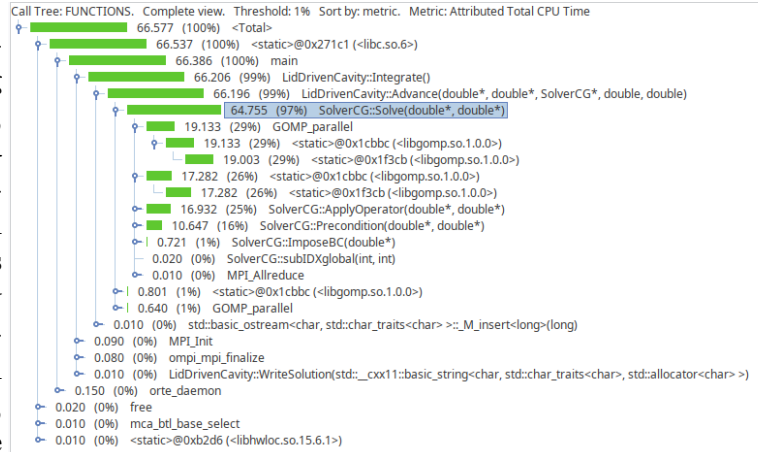 Call Tree: FUNCTIONS. Complete view. Threshold: 1% Sort by: metric. Metric: Attributed Total CPU Time
66.577 (100%) <Total>
66.537 (100%) <static>@0x271c1 (<libc.so.6>)
66.386 (100%) main
66.206 (99%) LidDrivenCavity::Integrate()
66.196 (99%) LidDrivenCavity::Advance(double*, double*, SolverCG*, double, double)
64.755 (97%) SolverCG::Solve(double*, double*)
19.133 (29%) GOMP_parallel
19.133 (29%) <static>@0x1cbbc (<libgomp.so.1.0.0>)
19.003 (29%) <static>@0x1f3cb (<libgomp.so.1.0.0>)
17.282 (26%) <static>@0x1cbbc (<libgomp.so.1.0.0>)
17.282 (26%) <static>@0x1f3cb (<libgomp.so.1.0.0>)
16.932 (25%) SolverCG::ApplyOperator(double*, double*)
10.647 (16%) SolverCG::Precondition(double*, double*)
0.721 (1%) SolverCG::ImposeBC(double*)
0.020 (0%) SolverCG::subIDXglobal(int, int)
0.010 (0%) MPI_Allreduce
0.801 (1%) <static>@0x1cbbc (<libgomp.so.1.0.0>)
0.640 (1%) GOMP_parallel
0.010 (0%) std::basic_ostream<char, std::char_traits<char> >::_M_insert<long>(long)
0.090 (0%) MPI_Init
0.080 (0%) ompi_mpi_finalize
0.010 (0%) LidDrivenCavity::WriteSolution(std::__cxx11::basic_string<char, std::char_traits<char>, std::allocator<char> >)
0.150 (0%) orte_daemon
0.020 (0%) free
0.010 (0%) mca_btl_base_select
0.010 (0%) <static>@0xb2d6 (<libhwloc.so.15.6.1>)